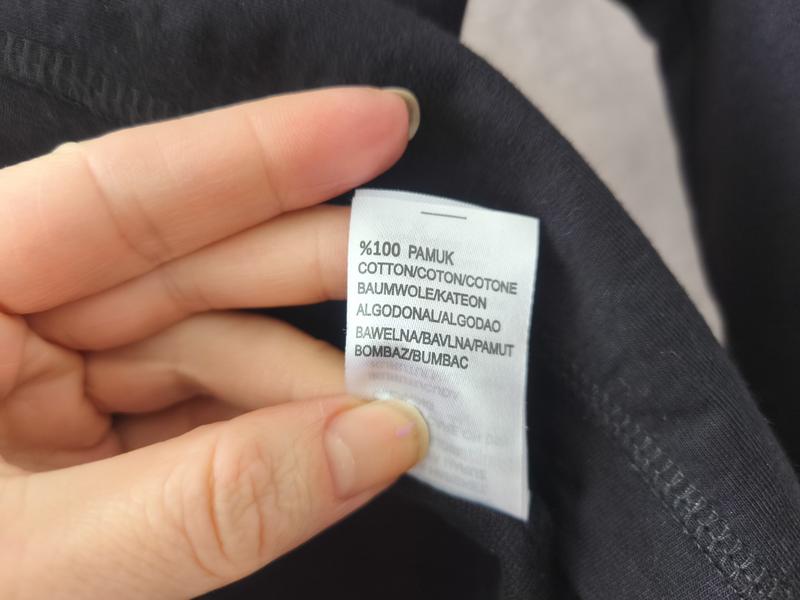 %100 PAMUK
COTTON/COTON/COTONE
BAUMWOLE/KATEON
ALGODONAL/ALGODAO
BAWELNA/BAVLNA/PAMUT
BOMBAZ/BUMBAC